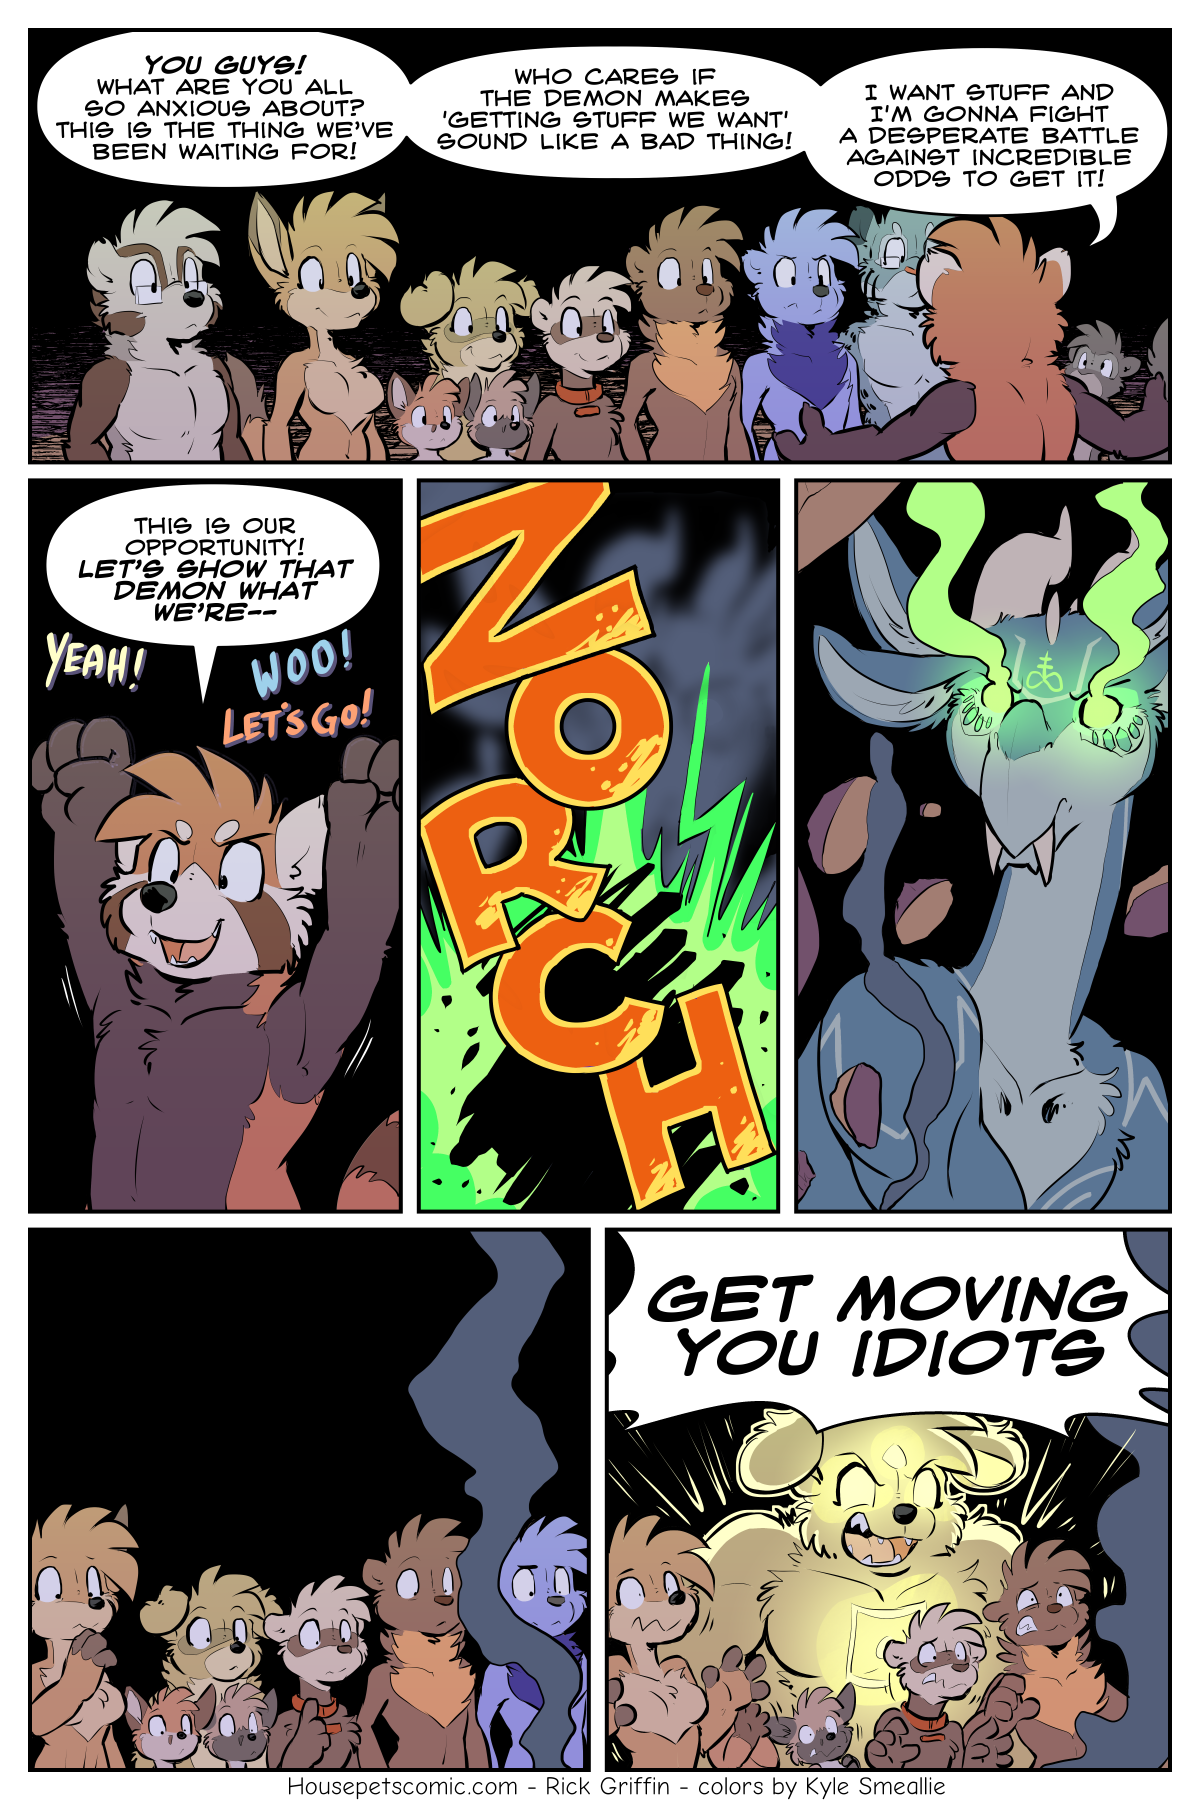 YOU GUYS!
WHAT ARE YOU ALL
SO ANXIOUS ABOUT?
THIS IS THE THING WE'VE
BEEN WAITING FOR!
WHO CARES IF
THE DEMON MAKES
'GETTING STUFF WE WANT'
SOUND LIKE A BAD THING!
I WANT STUFF AND
I'M GONNA FIGHT
A DESPERATE BATTLE
AGAINST INCREDIBLE
ODDS TO GET IT!
THIS IS OUR
OPPORTUNITY!
LET'S SHOW THAT
DEMON WHAT
WE'RE--
YEAH!
WOO!
LET'S GO!
ZORCH
GET MOVING
YOU IDIOTS
Housepetscomic.com - Rick Griffin - colors by Kyle Smeallie